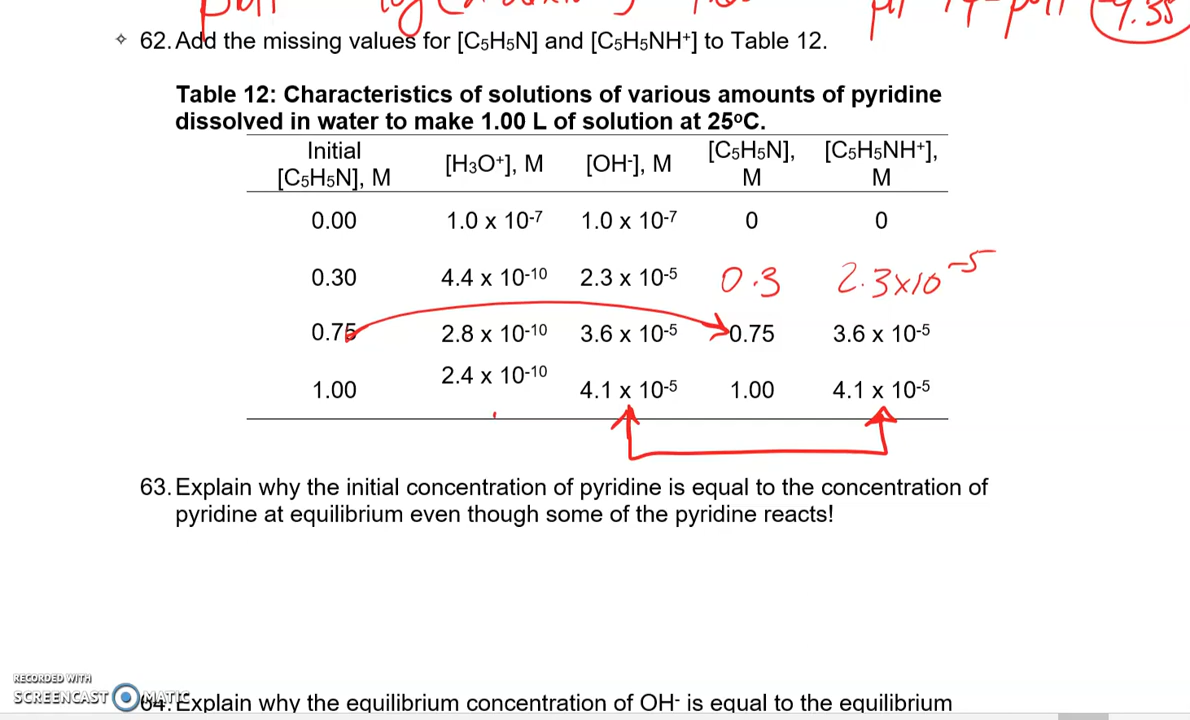 pH 14-pOH 9.35
62. Add the missing values for [C5H5N] and [C5H5NH+] to Table 12.
Table 12: Characteristics of solutions of various amounts of pyridine
dissolved in water to make 1.00 L of solution at 25ºC.
Initial [C5H5N], M [H3O+], M [OH-], M [C5H5N], M [C5H5NH+], M
0.00 1.0 x 10-7 1.0 x 10-7 0 0
0.30 4.4 x 10-10 2.3 x 10-5 0.3 2.3x10-5
0.75 2.8 x 10-10 3.6 x 10-5 0.75 3.6 x 10-5
1.00 2.4 x 10-10 4.1 x 10-5 1.00 4.1 x 10-5
63. Explain why the initial concentration of pyridine is equal to the concentration of
pyridine at equilibrium even though some of the pyridine reacts!
RECORDED WITH
SCREENCAST MATIC
64. Explain why the equilibrium concentration of OH- is equal to the equilibrium